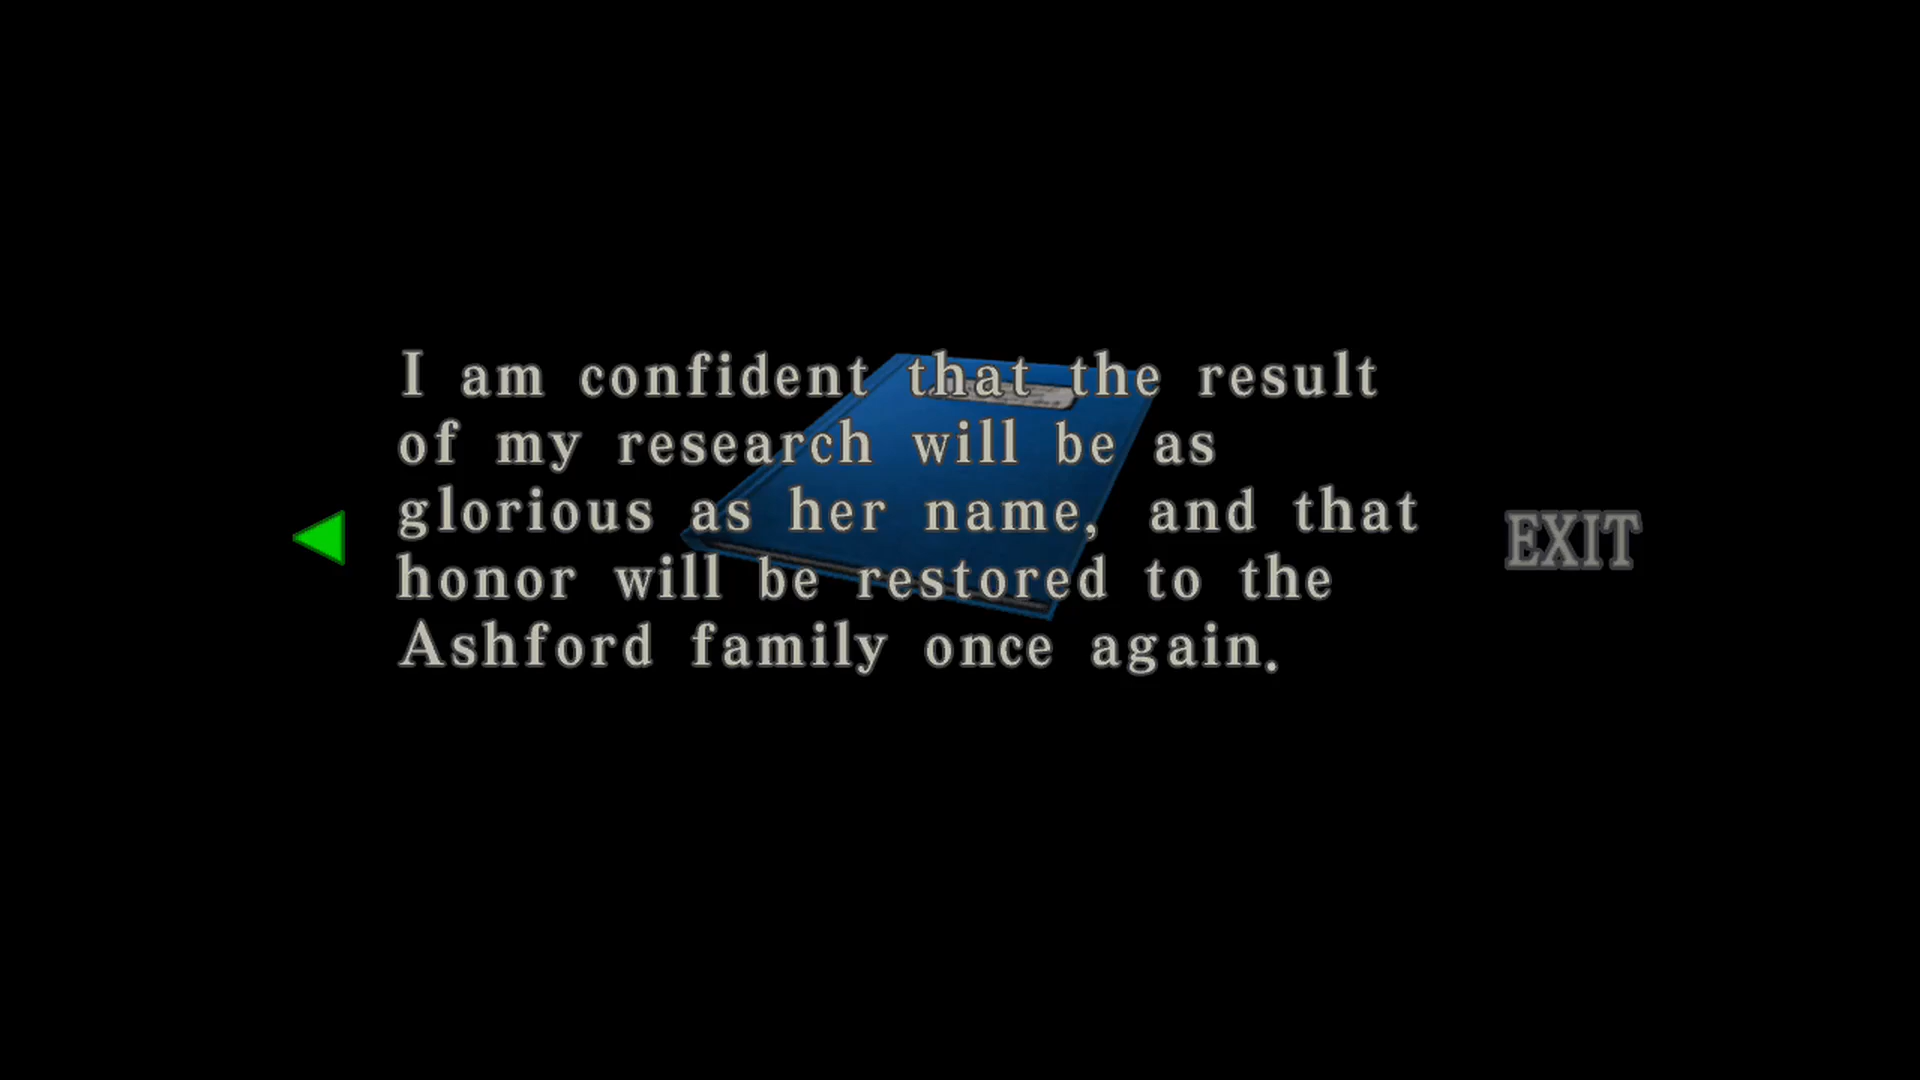 I am confident that the result
of my research will be as
glorious as her name, and that
honor will be restored to the
Ashford family once again.
EXIT